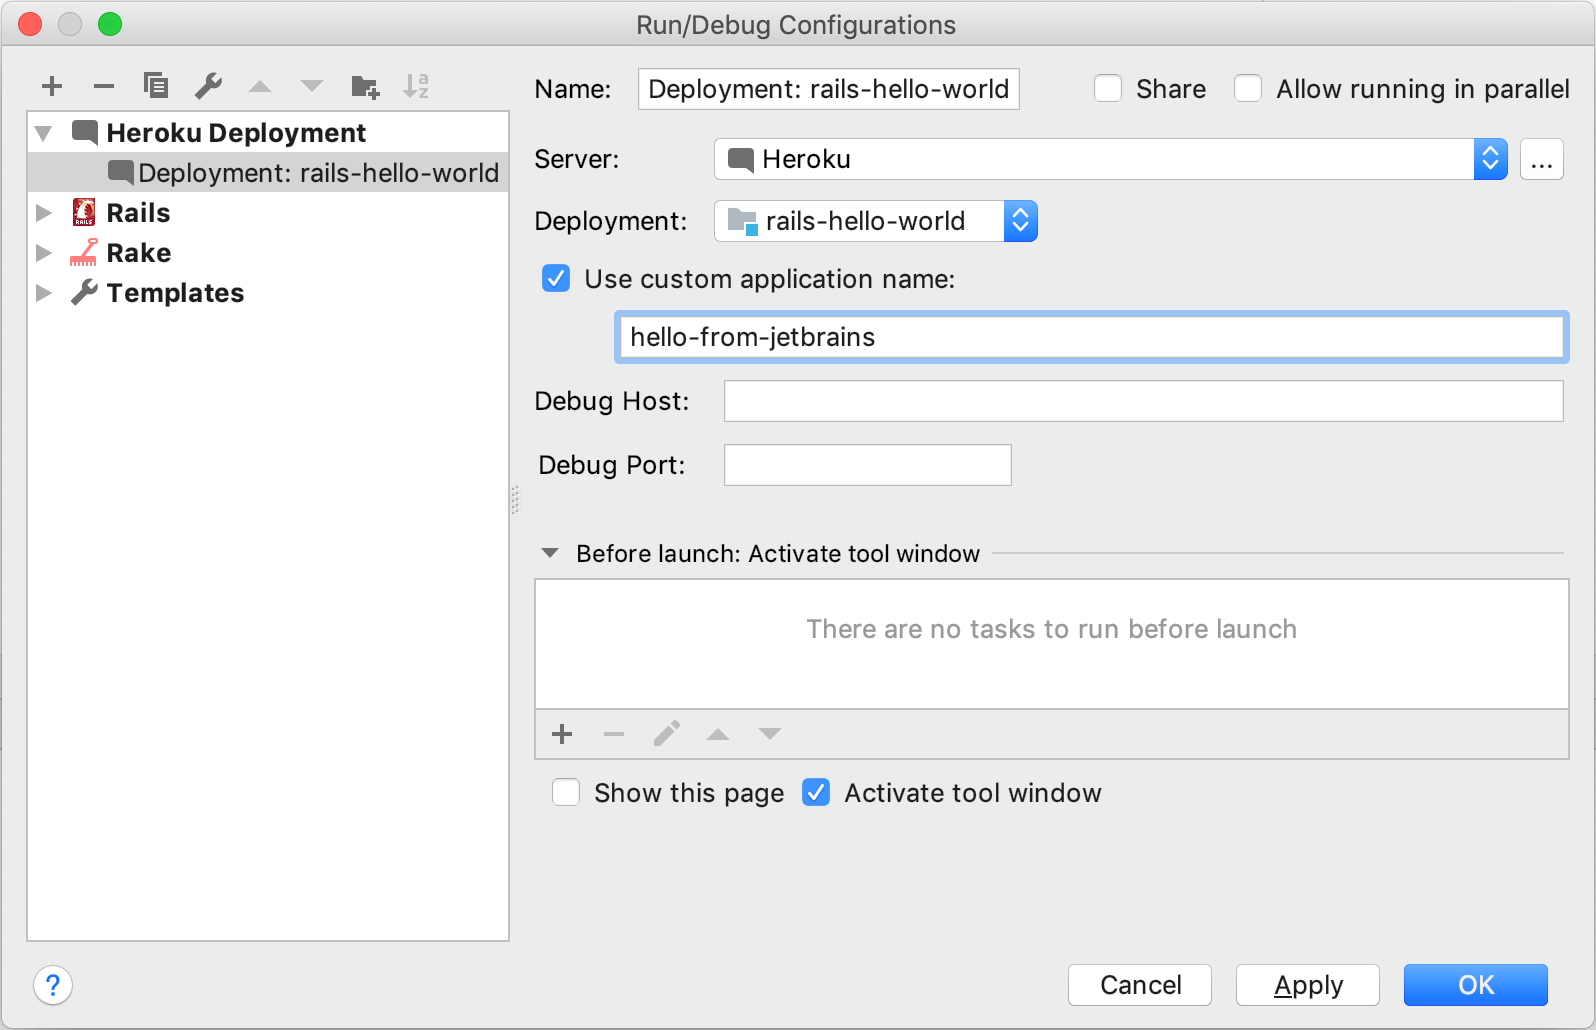 Run/Debug Configurations
Name: Deployment: rails-hello-world Share Allow running in parallel
Heroku Deployment
Deployment: rails-hello-world
Rails
Rake
Templates
Server: Heroku ...
Deployment: rails-hello-world
Use custom application name:
hello-from-jetbrains
Debug Host:
Debug Port:
Before launch: Activate tool window
There are no tasks to run before launch
Show this page Activate tool window
? Cancel Apply OK